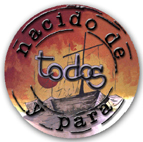 nacido de
todos
y para